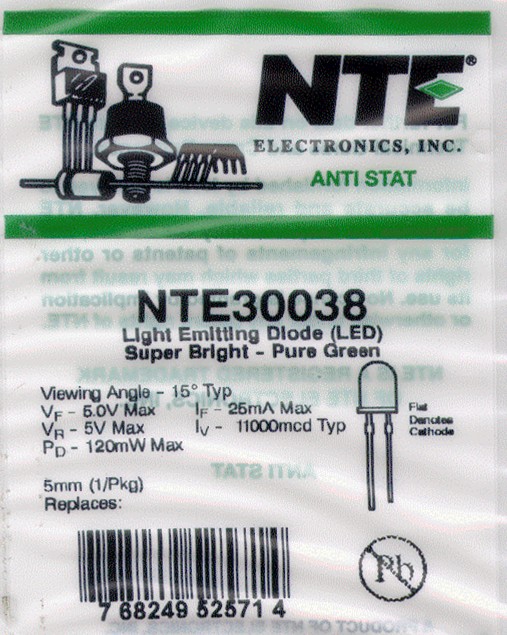 NTE®
ELECTRONICS, INC.
ANTI STAT
NTE30038
Light Emitting Diode (LED)
Super Bright - Pure Green
Viewing Angle - 15° Typ
VF - 5.0V Max IF - 25mA Max
VR - 5V Max IV - 11000mcd Typ
PD - 120mW Max
Flat
Denotes
Cathode
5mm (1/Pkg)
Replaces:
Pb
7 68249 52571 4